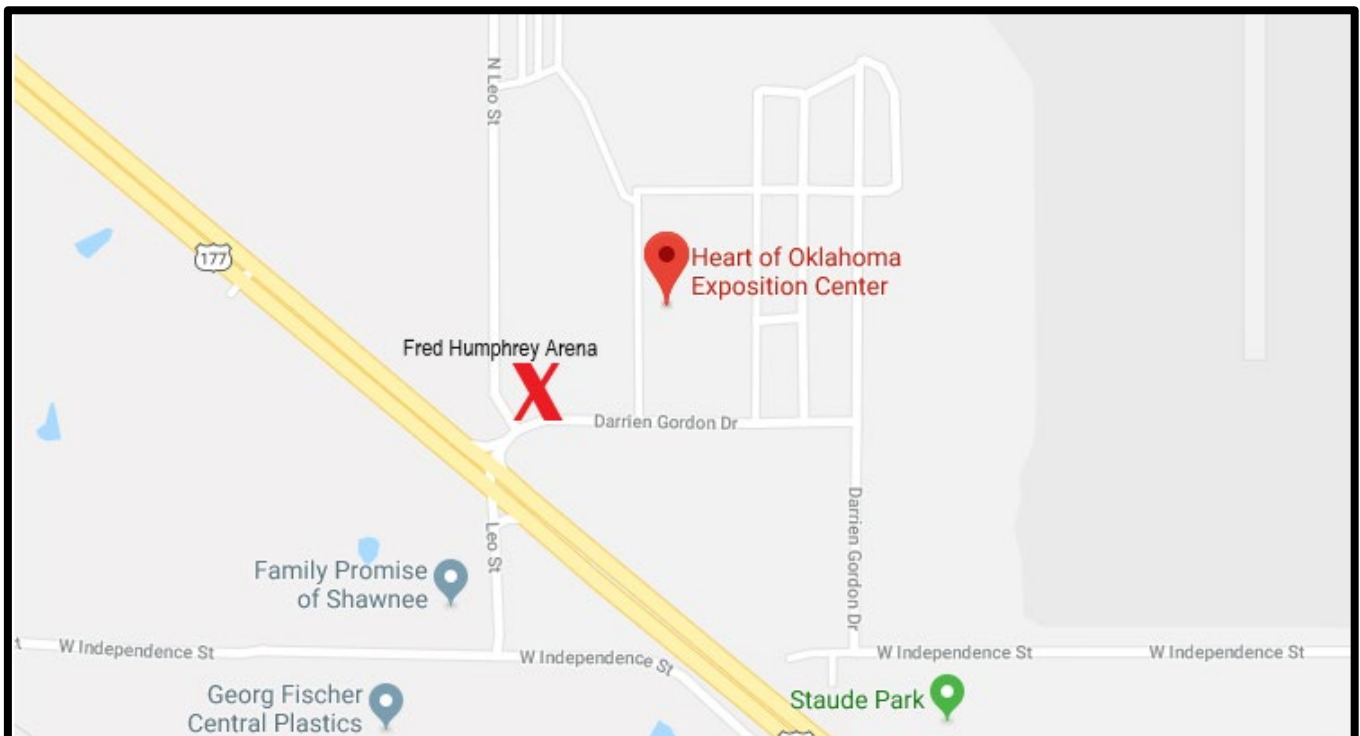 N Leo St
177
Heart of Oklahoma
Exposition Center
Fred Humphrey Arena
Darrien Gordon Dr
Darrien Gordon Dr
Leo St
Family Promise
of Shawnee
W Independence St
W Independence St
W Independence St
W Independence St
Georg Fischer
Central Plastics
Staude Park